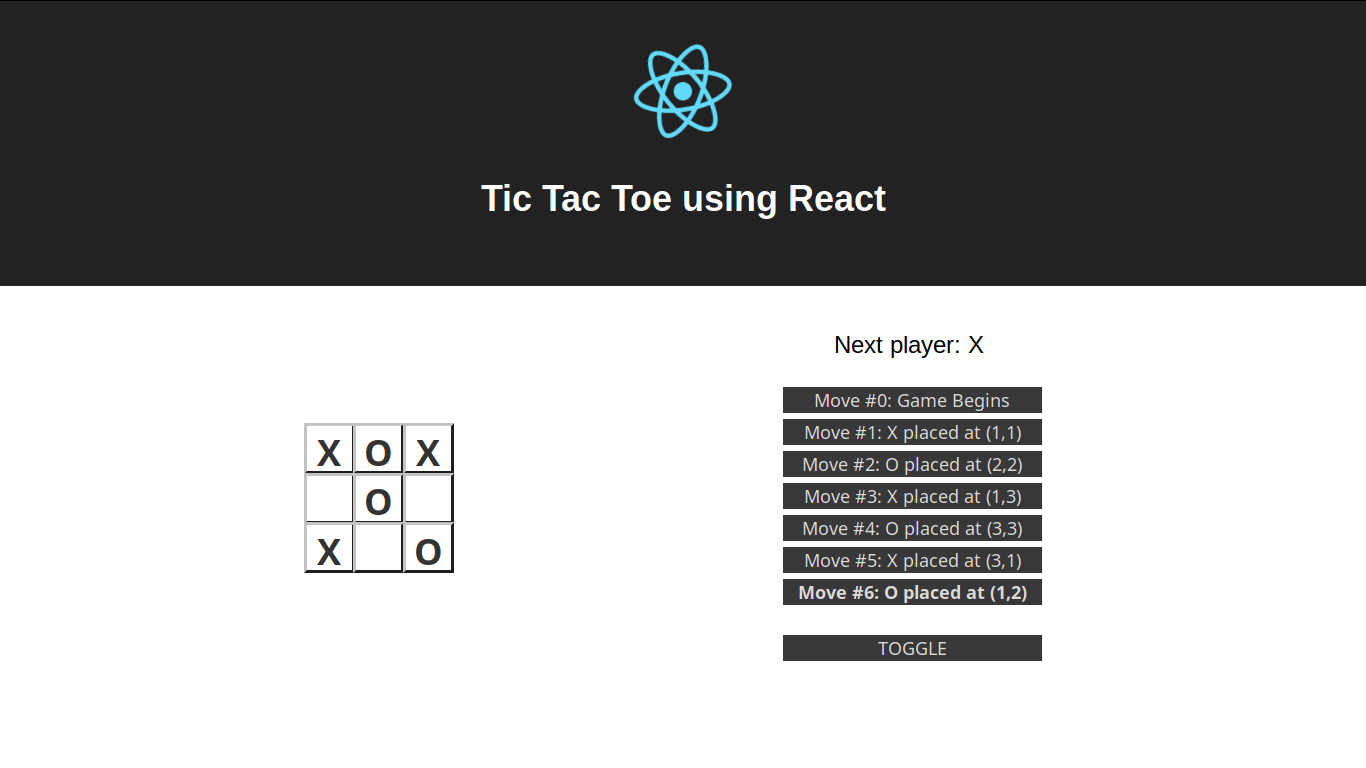 Tic Tac Toe using React
Next player: X
X O X
O
X O
Move #0: Game Begins
Move #1: X placed at (1,1)
Move #2: O placed at (2,2)
Move #3: X placed at (1,3)
Move #4: O placed at (3,3)
Move #5: X placed at (3,1)
Move #6: O placed at (1,2)
TOGGLE